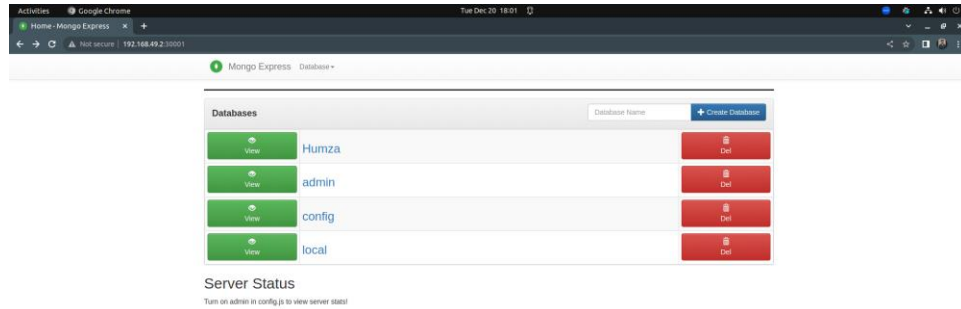 Activities Google Chrome Tue Dec 20 18:01
Home - Mongo Express
Not secure | 192.168.49.2:30001
Mongo Express Database
Databases Database Name + Create Database
View Humza Del
View admin Del
View config Del
View local Del
Server Status
Turn on admin in config.js to view server stats!